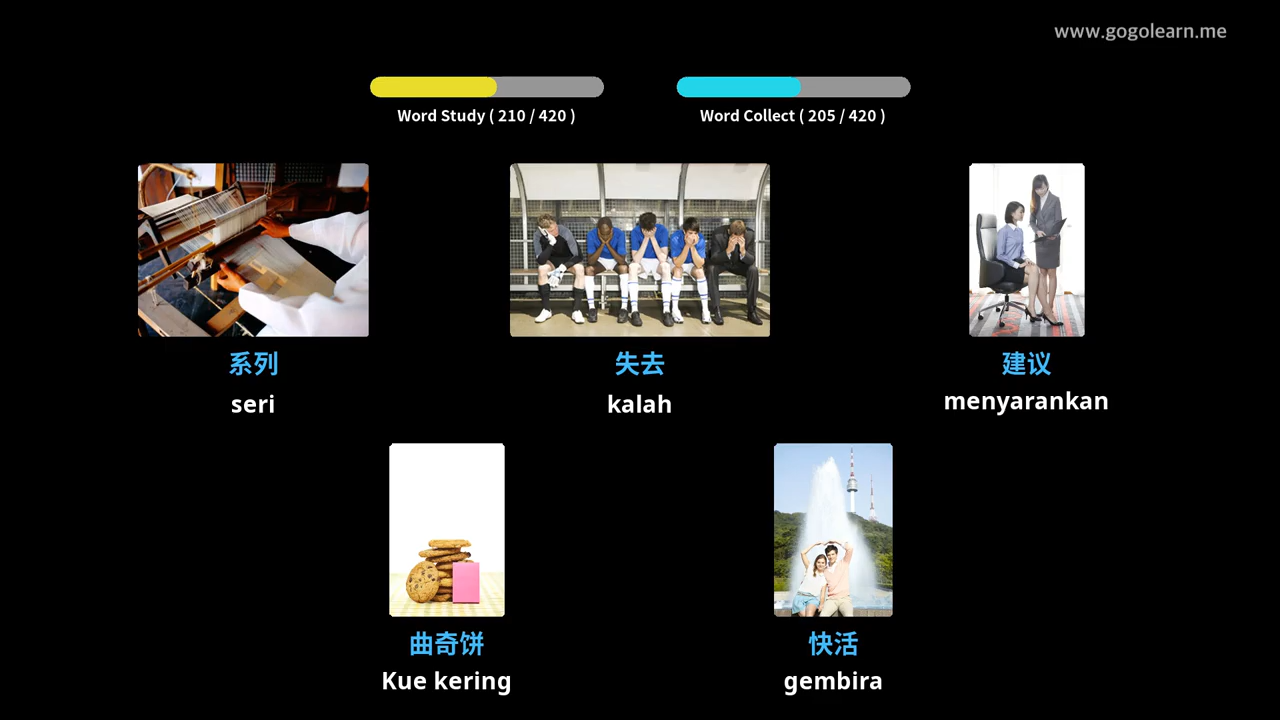 www.gogolearn.me
Word Study ( 210 / 420 )
Word Collect ( 205 / 420 )
系列
失去
建议
seri
kalah
menyarankan
曲奇饼
快活
Kue kering
gembira